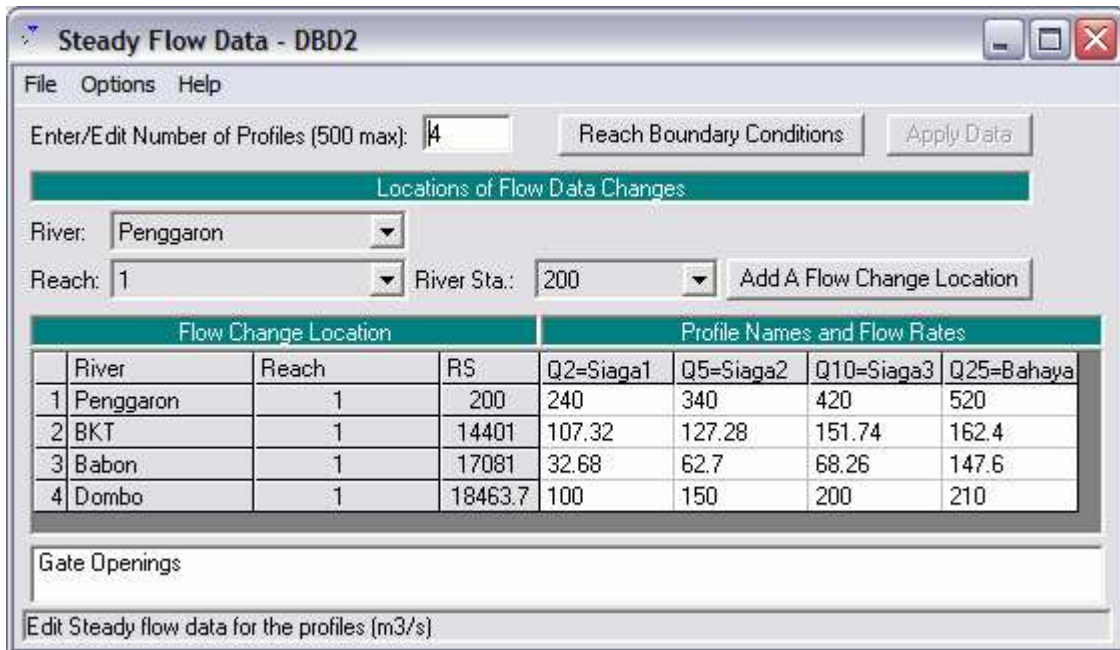 Steady Flow Data - DBD2
File Options Help
Enter/Edit Number of Profiles (500 max): 4 Reach Boundary Conditions Apply Data
Locations of Flow Data Changes
River: Penggaron
Reach: 1 River Sta.: 200 Add A Flow Change Location
Flow Change Location Profile Names and Flow Rates
River Reach RS Q2=Siaga1 Q5=Siaga2 Q10=Siaga3 Q25=Bahaya
1 Penggaron 1 200 240 340 420 520
2 BKT 1 14401 107.32 127.28 151.74 162.4
3 Babon 1 17081 32.68 62.7 68.26 147.6
4 Dombo 1 18463.7 100 150 200 210
Gate Openings
Edit Steady flow data for the profiles (m3/s)